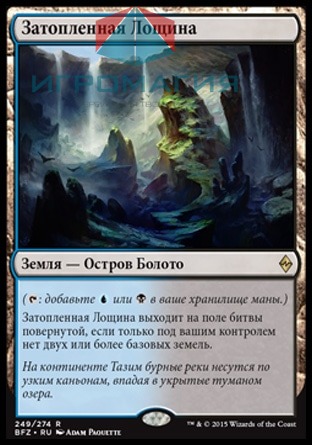 Затопленная Лощина
ИГРОМАГИЯ
Земля — Остров Болото
( : добавьте или в ваше хранилище маны.)
Затопленная Лощина выходит на поле битвы
повернутой, если только под вашим контролем
нет двух или более базовых земель.
На континенте Тазим бурные реки несутся по
узким каньонам, впадая в укрытые туманом
озера.
249/274 R
BFZ • RU Adam Paquette
™ & © 2015 Wizards of the Coast